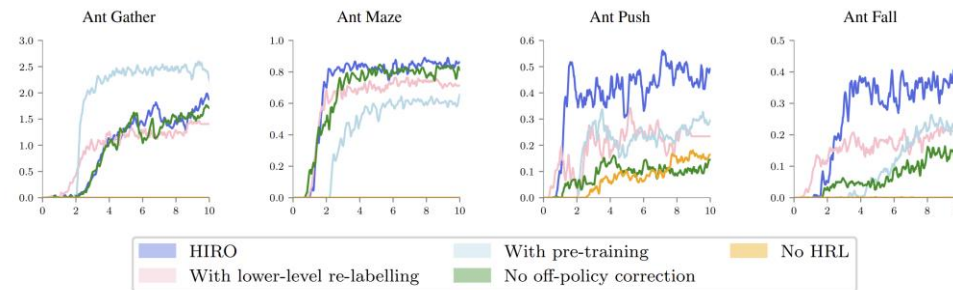 Ant Gather Ant Maze Ant Push Ant Fall
3.0 1.0 0.6 0.5
2.5 0.8 0.5 0.4
2.0 0.6 0.4 0.3
1.5 0.4 0.3 0.2
1.0 0.2 0.2 0.1
0.5 0.0 0.1 0.0
0.0 0.0
0 2 4 6 8 10 0 2 4 6 8 10 0 2 4 6 8 10 0 2 4 6 8
HIRO With pre-training No HRL
With lower-level re-labelling No off-policy correction